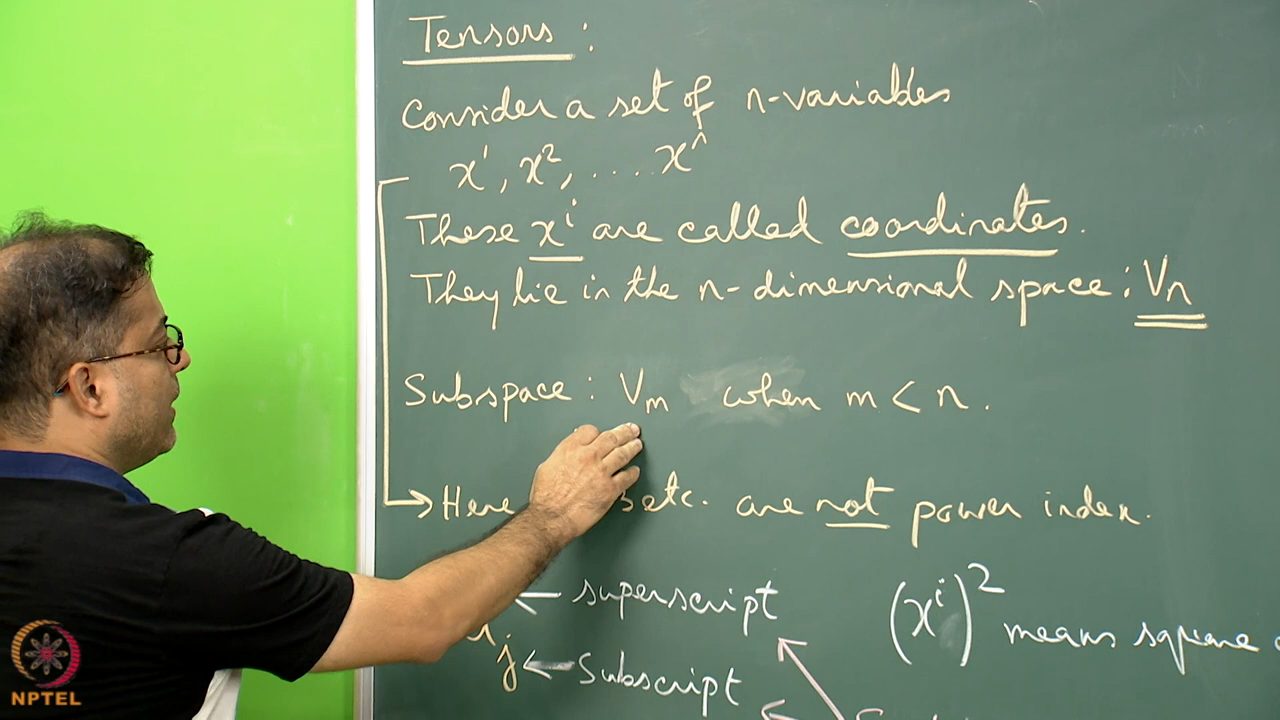 Tensors :
Consider a set of n-variables
x¹, x², .... xⁿ
These xⁱ are called coordinates.
They lie in the n-dimensional space : Vn
Subspace : Vm when m < n.
→ Here etc. are not power index.
← superscript (xⁱ)² means square
j ← Subscript
NPTEL